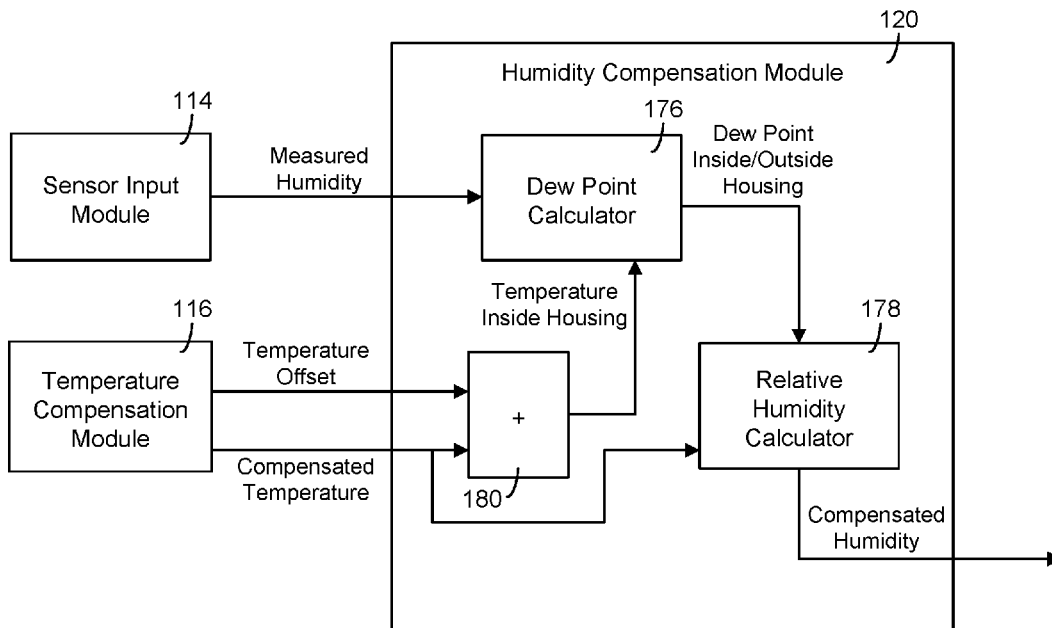 120
Humidity Compensation Module
114
Sensor Input
Module
Measured
Humidity
176
Dew Point
Calculator
Dew Point
Inside/Outside
Housing
116
Temperature
Compensation
Module
Temperature
Offset
Compensated
Temperature
Temperature
Inside Housing
+
180
178
Relative
Humidity
Calculator
Compensated
Humidity